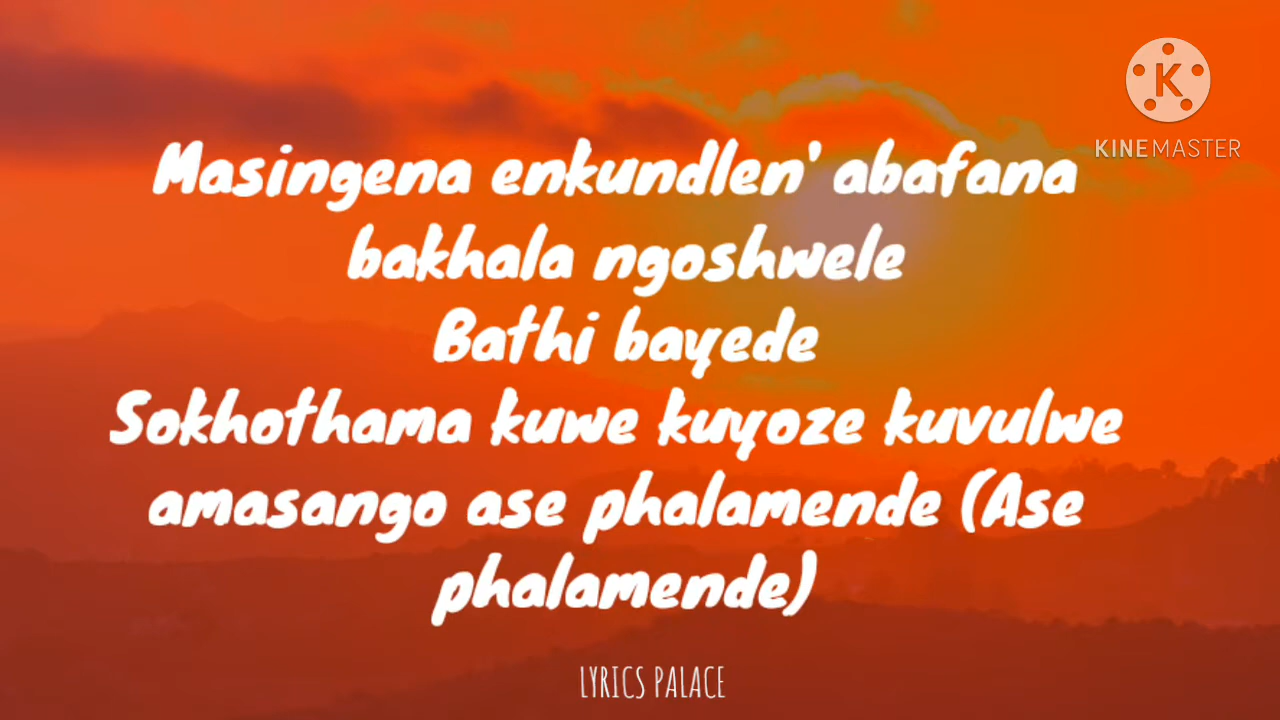 KINEMASTER
Masingena enkundlen' abafana
bakhala ngoshwele
Bathi bayede
Sokhothama kuwe kuyoze kuvulwe
amasango ase phalamende (Ase
phalamende)
LYRICS PALACE